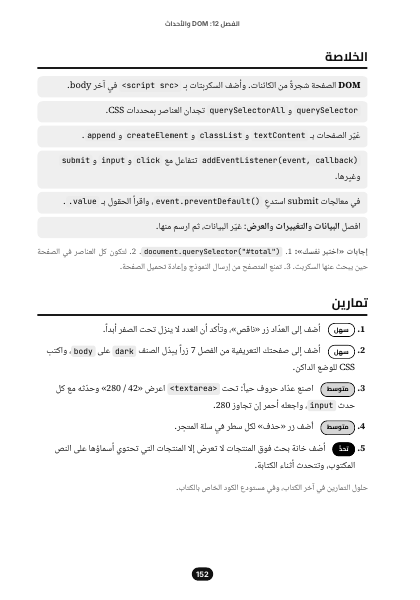 الفصل 12: DOM والأحداث
الخلاصة
DOM الصفحة شجرةً من الكائنات. وأضف السكربتات بـ <script src> في آخر body.
querySelector و querySelectorAll تجدان العناصر بمحددات CSS.
غيّر الصفحات بـ textContent و classList و createElement و append .
addEventListener(event, callback) تتفاعل مع click و input و submit
وغيرها.
في معالجات submit استدعِ event.preventDefault() ، واقرأ الحقول بـ .value .
افصل البيانات والتغييرات والعرض: غيّر البيانات، ثم ارسم منها.
إجابات «اختبر نفسك»: 1. document.querySelector("#total") . 2. لتكون كل العناصر في الصفحة
حين يبحث عنها السكربت. 3. تمنع المتصفح من إرسال النموذج وإعادة تحميل الصفحة.
تمارين
1. سهل أضف إلى العدّاد زر «ناقص»، وتأكد أن العدد لا ينزل تحت الصفر أبداً.
2. سهل أضف إلى صفحتك التعريفية من الفصل 7 زراً يبدّل الصنف dark على body ، واكتب
CSS للوضع الداكن.
3. متوسط اصنع عدّاد حروف حياً: تحت <textarea> اعرض «42 / 280» وحدّثه مع كل
حدث input ، واجعله أحمر إن تجاوز 280.
4. متوسط أضف زر «حذف» لكل سطر في سلة المتجر.
5. تحدٍّ أضف خانة بحث فوق المنتجات لا تعرض إلا المنتجات التي تحتوي أسماؤها على النص
المكتوب، وتتحدث أثناء الكتابة.
حلول التمارين في آخر الكتاب، وفي مستودع الكود الخاص بالكتاب.
152